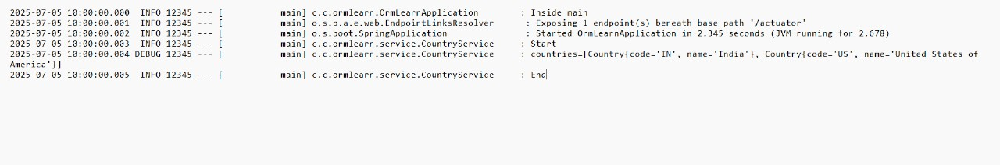 2025-07-05 10:00:00.000  INFO 12345 --- [           main] c.c.ormlearn.OrmLearnApplication        : Inside main
2025-07-05 10:00:00.001  INFO 12345 --- [           main] o.s.b.a.e.web.EndpointLinksResolver      : Exposing 1 endpoint(s) beneath base path '/actuator'
2025-07-05 10:00:00.002  INFO 12345 --- [           main] o.s.boot.SpringApplication               : Started OrmLearnApplication in 2.345 seconds (JVM running for 2.678)
2025-07-05 10:00:00.003  INFO 12345 --- [           main] c.c.ormlearn.service.CountryService     : Start
2025-07-05 10:00:00.004 DEBUG 12345 --- [           main] c.c.ormlearn.service.CountryService     : countries=[Country{code='IN', name='India'}, Country{code='US', name='United States of
America'}]
2025-07-05 10:00:00.005  INFO 12345 --- [           main] c.c.ormlearn.service.CountryService     : End